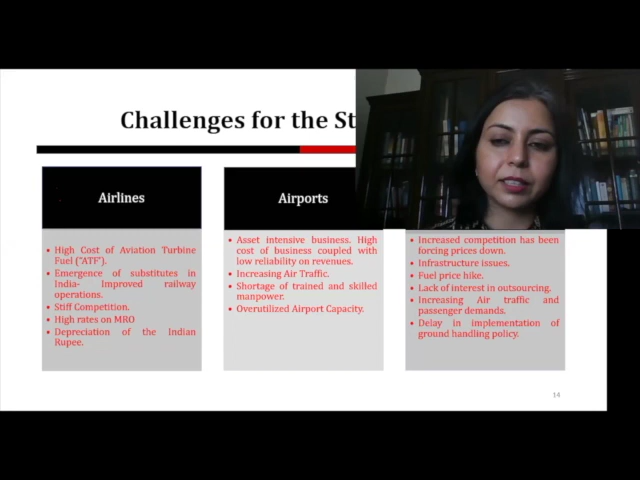 Challenges for the St
Airlines
• High Cost of Aviation Turbine
Fuel ("ATF").
• Emergence of substitutes in
India- Improved railway
operations.
• Stiff Competition.
• High rates on MRO
• Depreciation of the Indian
Rupee.
Airports
• Asset intensive business. High
cost of business coupled with
low reliability on revenues.
• Increasing Air Traffic.
• Shortage of trained and skilled
manpower.
• Overutilized Airport Capacity.
• Increased competition has been
forcing prices down.
• Infrastructure issues.
• Fuel price hike.
• Lack of interest in outsourcing.
• Increasing Air traffic and
passenger demands.
• Delay in implementation of
ground handling policy.
14